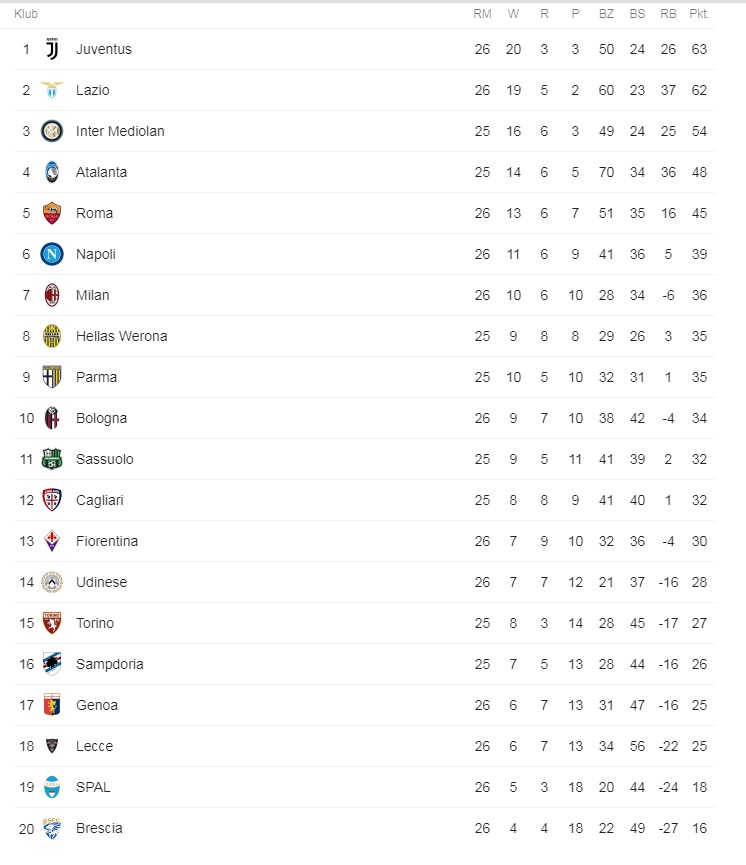 Klub RM W R P BZ BS RB Pkt.
1 Juventus 26 20 3 3 50 24 26 63
2 Lazio 26 19 5 2 60 23 37 62
3 Inter Mediolan 25 16 6 3 49 24 25 54
4 Atalanta 25 14 6 5 70 34 36 48
5 Roma 26 13 6 7 51 35 16 45
6 Napoli 26 11 6 9 41 36 5 39
7 Milan 26 10 6 10 28 34 -6 36
8 Hellas Werona 25 9 8 8 29 26 3 35
9 Parma 25 10 5 10 32 31 1 35
10 Bologna 26 9 7 10 38 42 -4 34
11 Sassuolo 25 9 5 11 41 39 2 32
12 Cagliari 25 8 8 9 41 40 1 32
13 Fiorentina 26 7 9 10 32 36 -4 30
14 Udinese 26 7 7 12 21 37 -16 28
15 Torino 25 8 3 14 28 45 -17 27
16 Sampdoria 25 7 5 13 28 44 -16 26
17 Genoa 26 6 7 13 31 47 -16 25
18 Lecce 26 6 7 13 34 56 -22 25
19 SPAL 26 5 3 18 20 44 -24 18
20 Brescia 26 4 4 18 22 49 -27 16